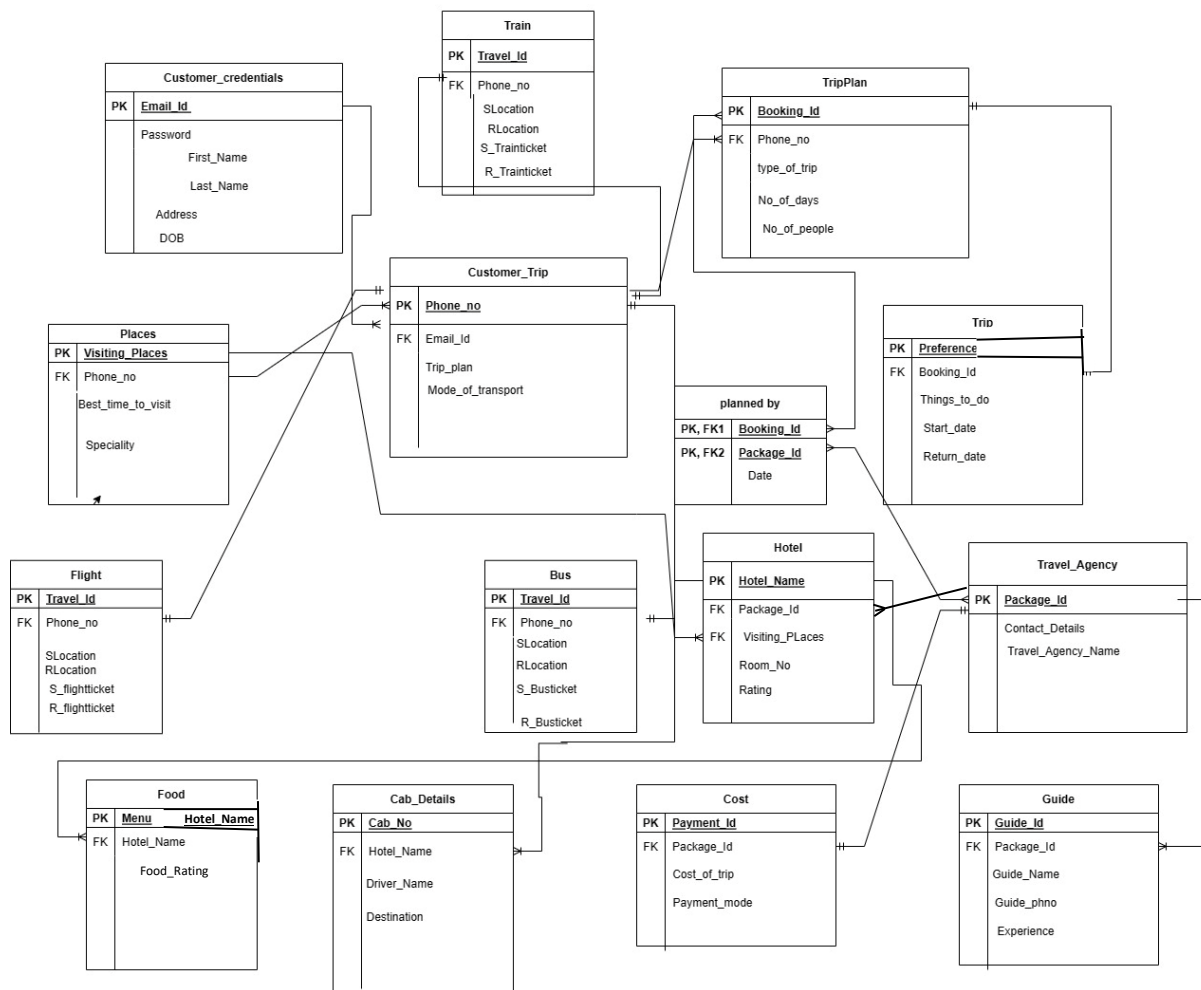 Train
PK Travel_Id
FK Phone_no
SLocation
RLocation
S_Trainticket
R_Trainticket
Customer_credentials
PK Email_Id
Password
First_Name
Last_Name
Address
DOB
TripPlan
PK Booking_Id
FK Phone_no
type_of_trip
No_of_days
No_of_people
Customer_Trip
PK Phone_no
FK Email_Id
Trip_plan
Mode_of_transport
Places
PK Visiting_Places
FK Phone_no
Best_time_to_visit
Speciality
Trip
PK Preference
FK Booking_Id
Things_to_do
Start_date
Return_date
planned by
PK, FK1 Booking_Id
PK, FK2 Package_Id
Date
Flight
PK Travel_Id
FK Phone_no
SLocation
RLocation
S_flightticket
R_flightticket
Bus
PK Travel_Id
FK Phone_no
SLocation
RLocation
S_Busticket
R_Busticket
Hotel
PK Hotel_Name
FK Package_Id
FK Visiting_PLaces
Room_No
Rating
Travel_Agency
PK Package_Id
Contact_Details
Travel_Agency_Name
Food
PK Menu Hotel_Name
FK Hotel_Name
Food_Rating
Cab_Details
PK Cab_No
FK Hotel_Name
Driver_Name
Destination
Cost
PK Payment_Id
FK Package_Id
Cost_of_trip
Payment_mode
Guide
PK Guide_Id
FK Package_Id
Guide_Name
Guide_phno
Experience